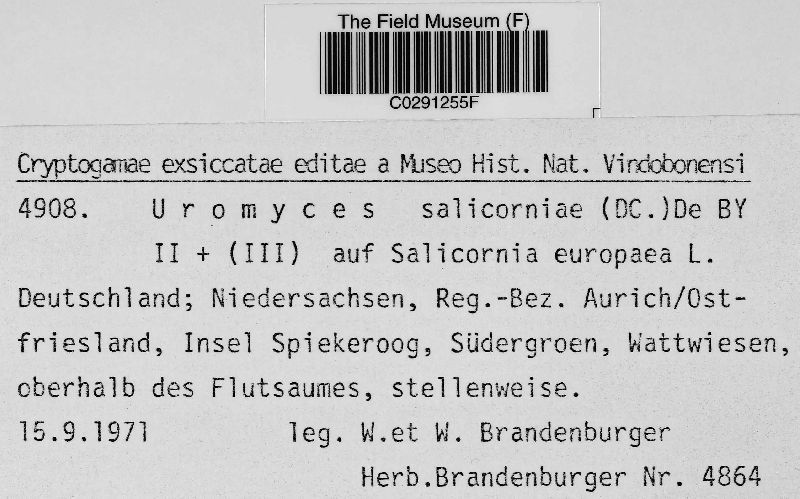 The Field Museum (F)
C0291255F
Cryptogamae exsiccatae editae a Museo Hist. Nat. Vindobonensi
4908. U r o m y c e s salicorniae (DC.)De BY
II + (III) auf Salicornia europaea L.
Deutschland; Niedersachsen, Reg.-Bez. Aurich/Ost-
friesland, Insel Spiekeroog, Südergroen, Wattwiesen,
oberhalb des Flutsaumes, stellenweise.
15.9.1971 leg. W.et W. Brandenburger
Herb.Brandenburger Nr. 4864